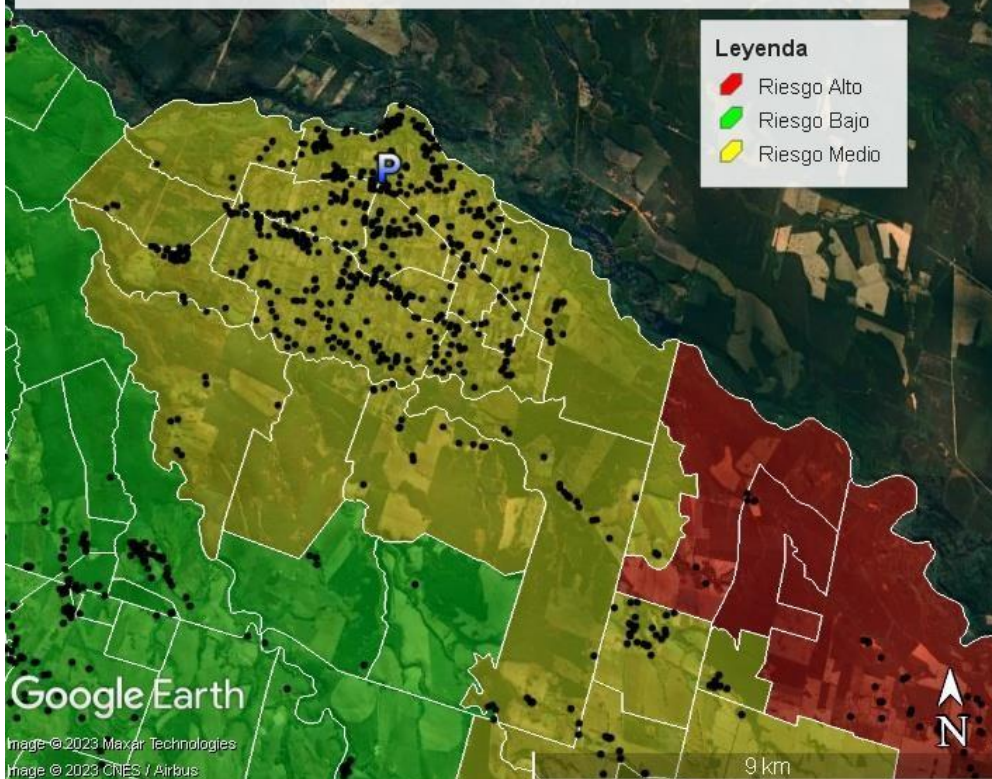 Leyenda
Riesgo Alto
Riesgo Bajo
Riesgo Medio
P
Google Earth
Image © 2023 Maxar Technologies
Image © 2023 CNES / Airbus
9 km
N